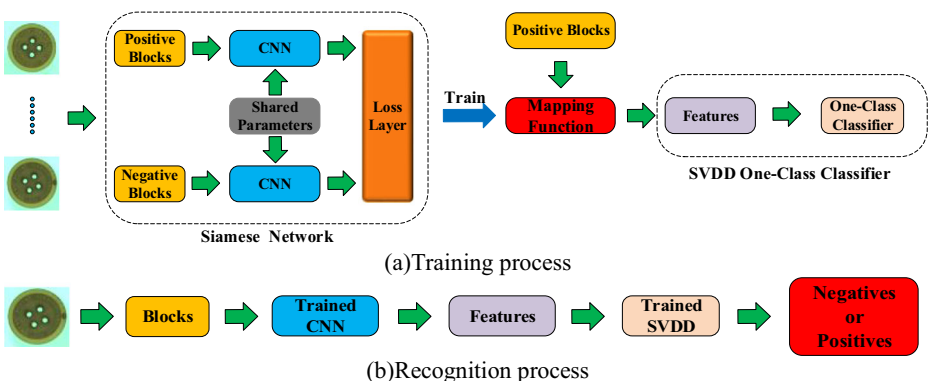 Positive
Blocks
CNN
Shared
Parameters
Negative
Blocks
CNN
Loss
Layer
Siamese Network
Train
Positive Blocks
Mapping
Function
Features
One-Class
Classifier
SVDD One-Class Classifier
(a)Training process
Blocks
Trained
CNN
Features
Trained
SVDD
Negatives
or
Positives
(b)Recognition process